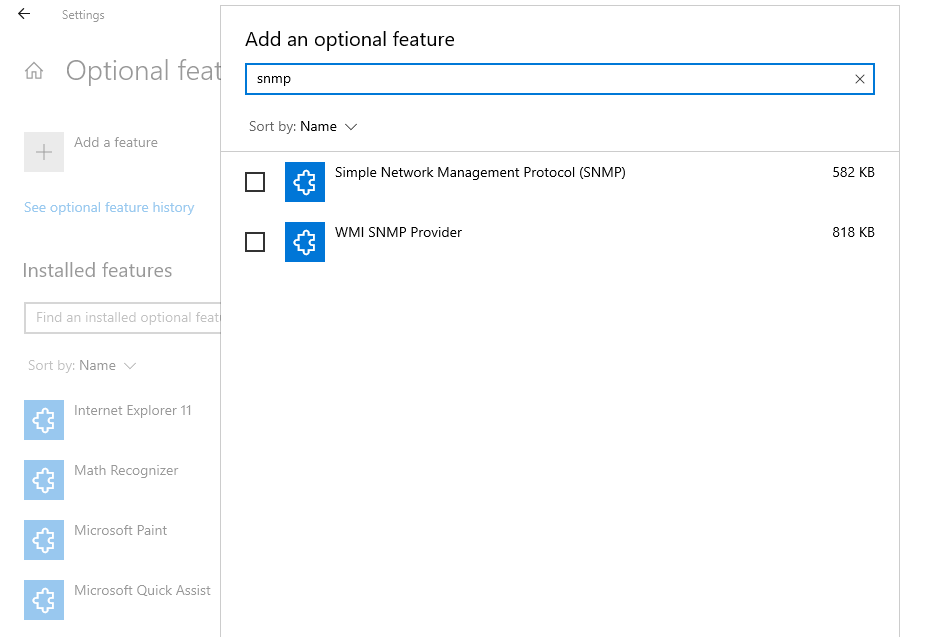 Settings
Optional feat
Add a feature
See optional feature history
Installed features
Find an installed optional feat
Sort by: Name
Internet Explorer 11
Math Recognizer
Microsoft Paint
Microsoft Quick Assist
Add an optional feature
snmp
Sort by: Name
Simple Network Management Protocol (SNMP) 582 KB
WMI SNMP Provider 818 KB